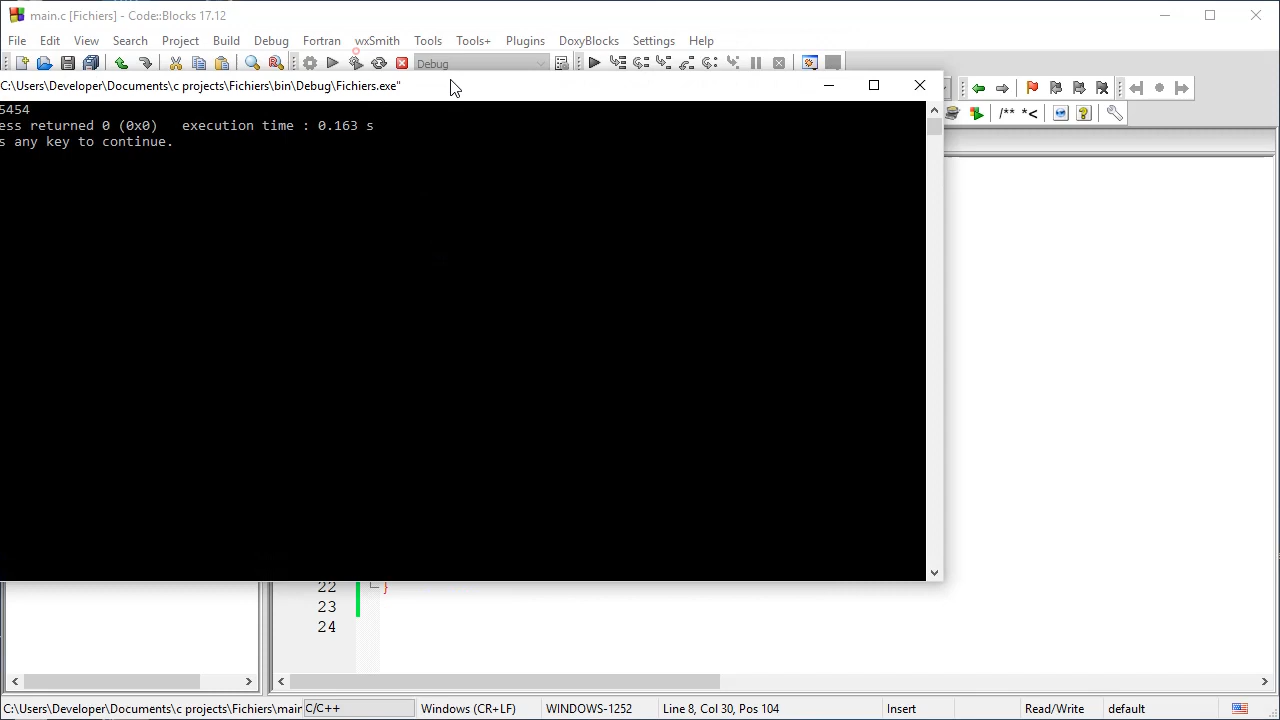 main.c [Fichiers] - Code::Blocks 17.12
File Edit View Search Project Build Debug Fortran wxSmith Tools Tools+ Plugins DoxyBlocks Settings Help
Debug
C:\Users\Developer\Documents\c projects\Fichiers\bin\Debug\Fichiers.exe"
/** *<
5454
ess returned 0 (0x0)   execution time : 0.163 s
s any key to continue.
22 }
23
24
C:\Users\Developer\Documents\c projects\Fichiers\mair C/C++ Windows (CR+LF) WINDOWS-1252 Line 8, Col 30, Pos 104 Insert Read/Write default